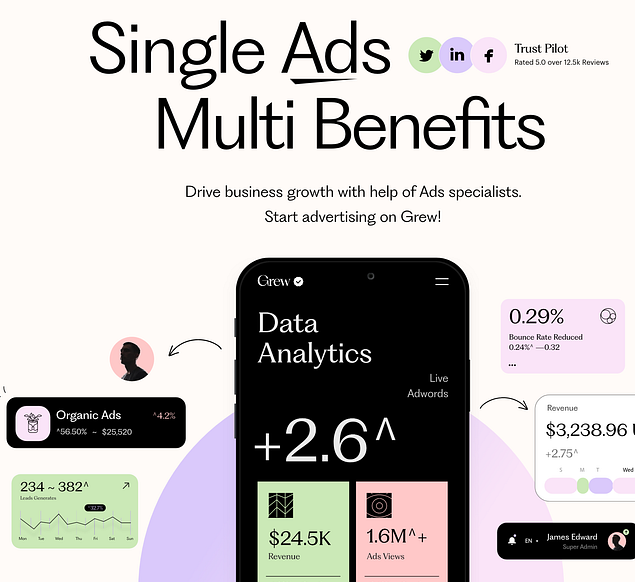 Single Ads
Trust Pilot
Rated 5.0 over 12.5k Reviews
Multi Benefits
Drive business growth with help of Ads specialists.
Start advertising on Grew!
Grew
Data
Analytics
Live
Adwords
+2.6^
$24.5K
Revenue
1.6M^+
Ads Views
Organic Ads
^4.2%
^56.50% ~ $25,520
234 ~ 382^
Leads Generates
^32.7%
Mon Tue Wed Thu Fri Sat Sun
0.29%
Bounce Rate Reduced
0.24%^ —0.32
Revenue
$3,238.96 U
+2.75^
S M T Wed
EN
James Edward
Super Admin